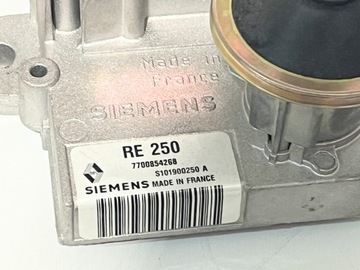 Made in
France
SIEMENS
RE 250
7700854268
S101900250 A
SIEMENS MADE IN FRANCE